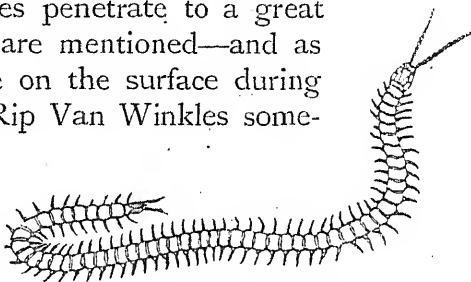 es penetrate to a great
are mentioned—and as
e on the surface during
Rip Van Winkles some-